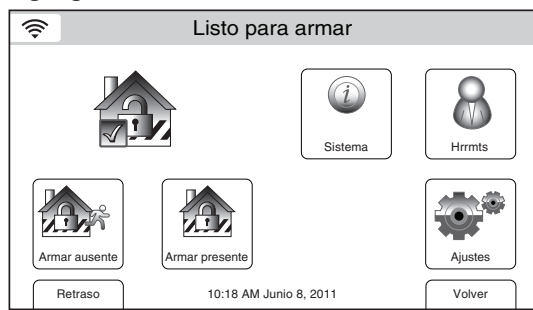 Listo para armar
Sistema
Hrrmts
Armar ausente
Armar presente
Ajustes
Retraso
10:18 AM Junio 8, 2011
Volver